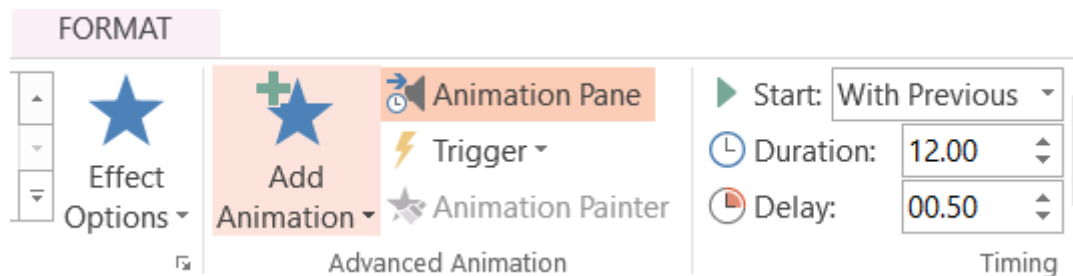 FORMAT
Effect
Options
Add
Animation
Animation Pane
Trigger
Animation Painter
Advanced Animation
Start: With Previous
Duration: 12.00
Delay: 00.50
Timing